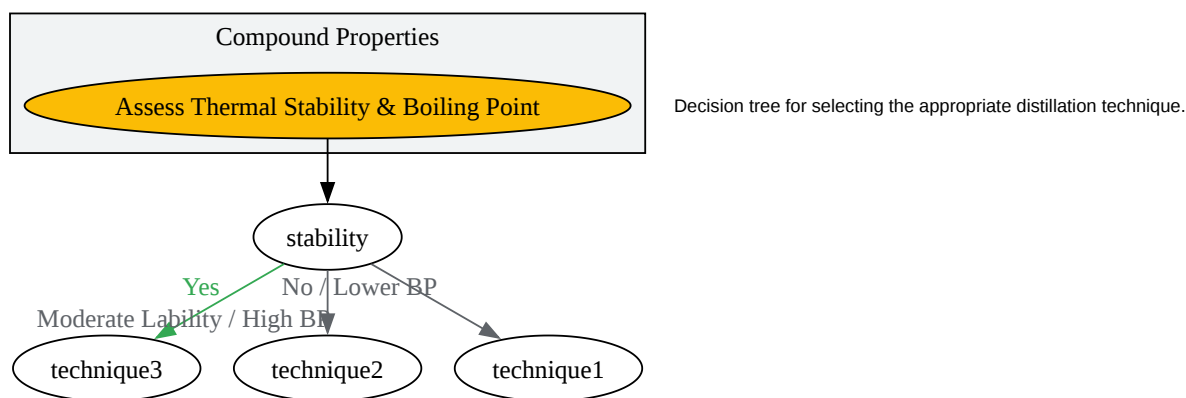 Compound Properties
Assess Thermal Stability & Boiling Point
Decision tree for selecting the appropriate distillation technique.
stability
Yes
No / Lower BP
Moderate Lability / High BP
technique3
technique2
technique1